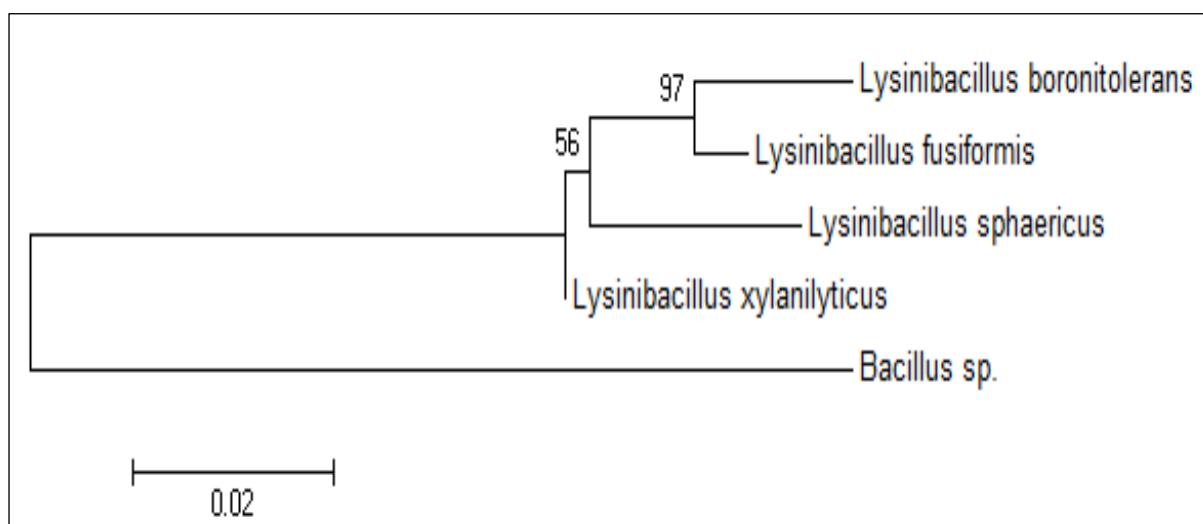 97
Lysinibacillus boronitolerans
56
Lysinibacillus fusiformis
Lysinibacillus sphaericus
Lysinibacillus xylanilyticus
Bacillus sp.
0.02